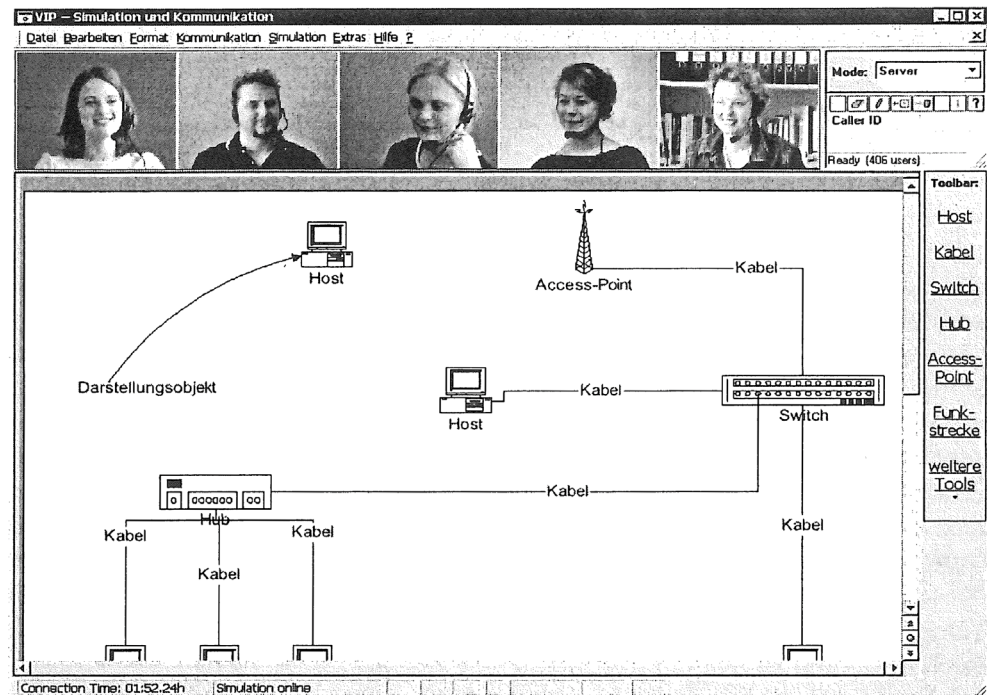 VIP – Simulation und Kommunikation
Datei Bearbeiten Format Kommunikation Simulation Extras Hilfe ?
Mode: Server
Caller ID
Ready (406 users)
Toolbar:
Host
Kabel
Switch
Hub
Access-
Point
Funk-
strecke
weitere
Tools
Host
Access-Point
Kabel
Darstellungsobjekt
Host
Kabel
Switch
Hub
Kabel
Kabel
Kabel
Kabel
Kabel
Connection Time: 01:52.24h Simulation online